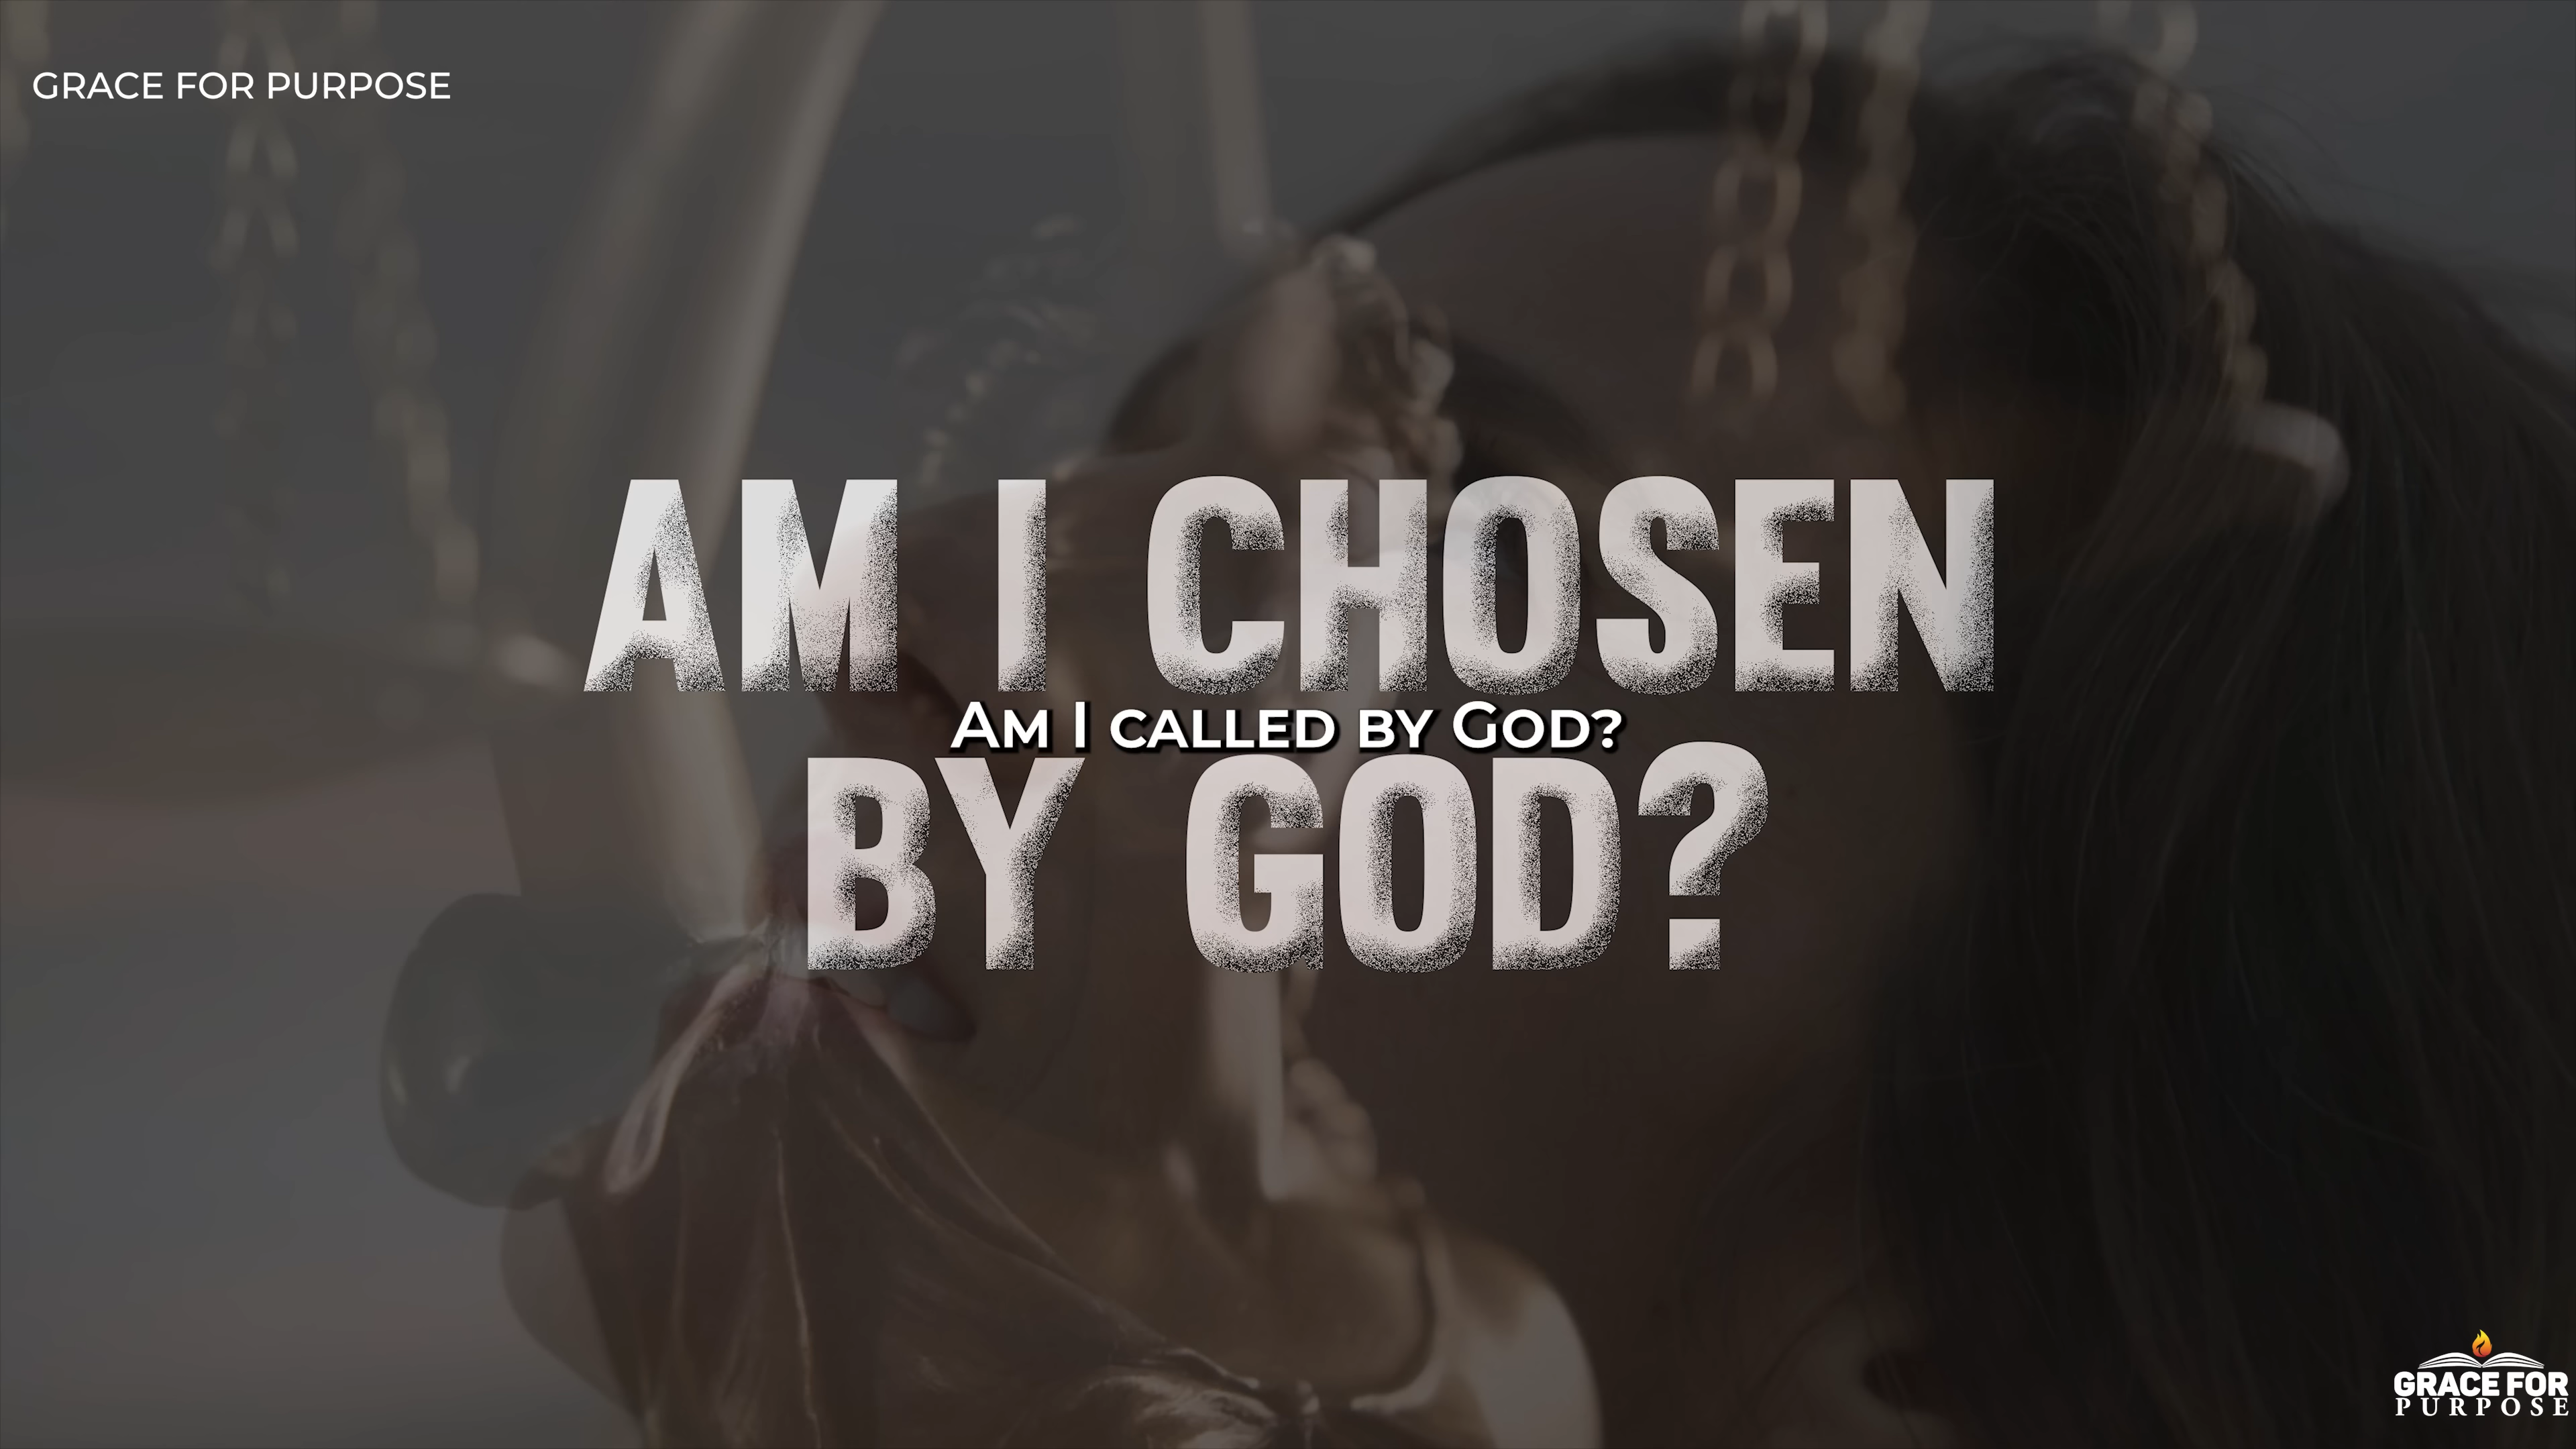 GRACE FOR PURPOSE
AM I CHOSEN
Am I called by God?
BY GOD?
GRACE FOR
PURPOSE